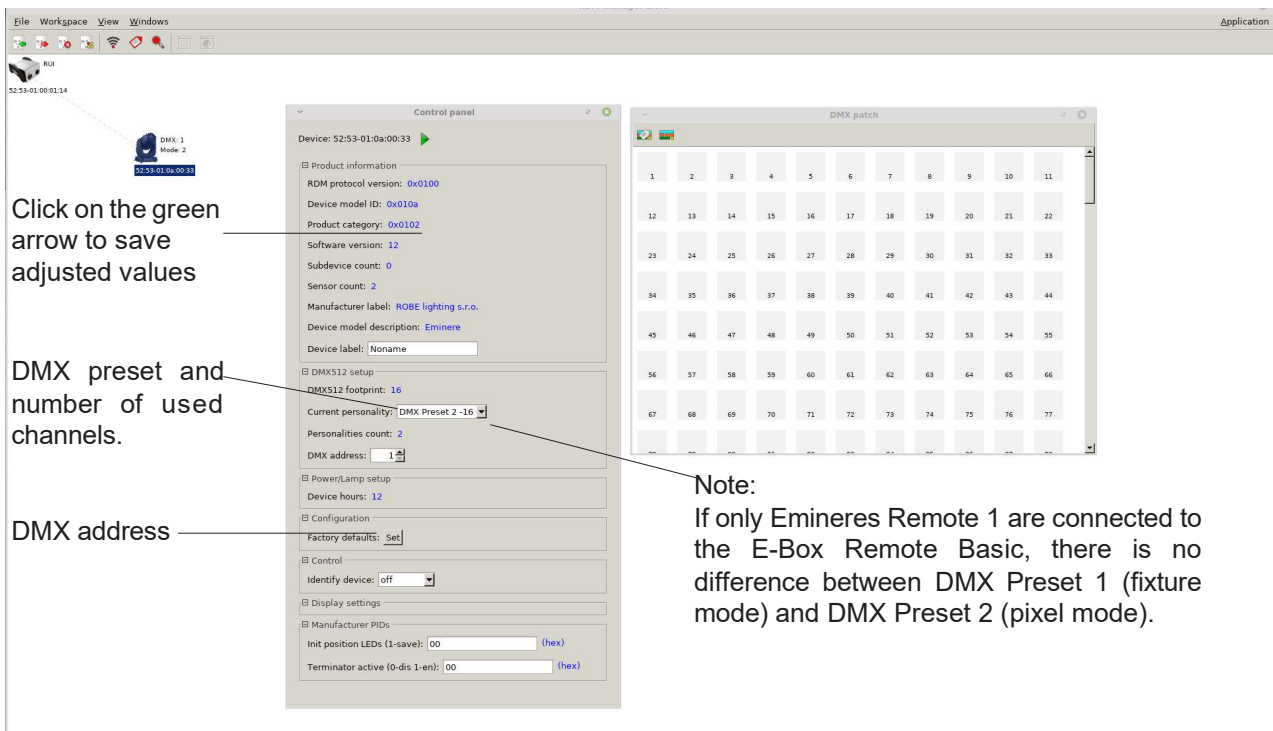 File Workspace View Windows Application
RUI
52:53-01:00:01:14
DMX: 1
Mode: 2
52:53-01:0a:00:33
Click on the green
arrow to save
adjusted values
DMX preset and
number of used
channels.
DMX address
Control panel
Device: 52:53-01:0a:00:33
Product information
RDM protocol version: 0x0100
Device model ID: 0x010a
Product category: 0x0102
Software version: 12
Subdevice count: 0
Sensor count: 2
Manufacturer label: ROBE lighting s.r.o.
Device model description: Eminere
Device label: Noname
DMX512 setup
DMX512 footprint: 16
Current personality: DMX Preset 2 -16
Personalities count: 2
DMX address: 1
Power/Lamp setup
Device hours: 12
Configuration
Factory defaults: Set
Control
Identify device: off
Display settings
Manufacturer PIDs
Init position LEDs (1-save): 00 (hex)
Terminator active (0-dis 1-en): 00 (hex)
DMX patch
1 2 3 4 5 6 7 8 9 10 11
12 13 14 15 16 17 18 19 20 21 22
23 24 25 26 27 28 29 30 31 32 33
34 35 36 37 38 39 40 41 42 43 44
45 46 47 48 49 50 51 52 53 54 55
56 57 58 59 60 61 62 63 64 65 66
67 68 69 70 71 72 73 74 75 76 77
Note:
If only Emineres Remote 1 are connected to
the E-Box Remote Basic, there is no
difference between DMX Preset 1 (fixture
mode) and DMX Preset 2 (pixel mode).